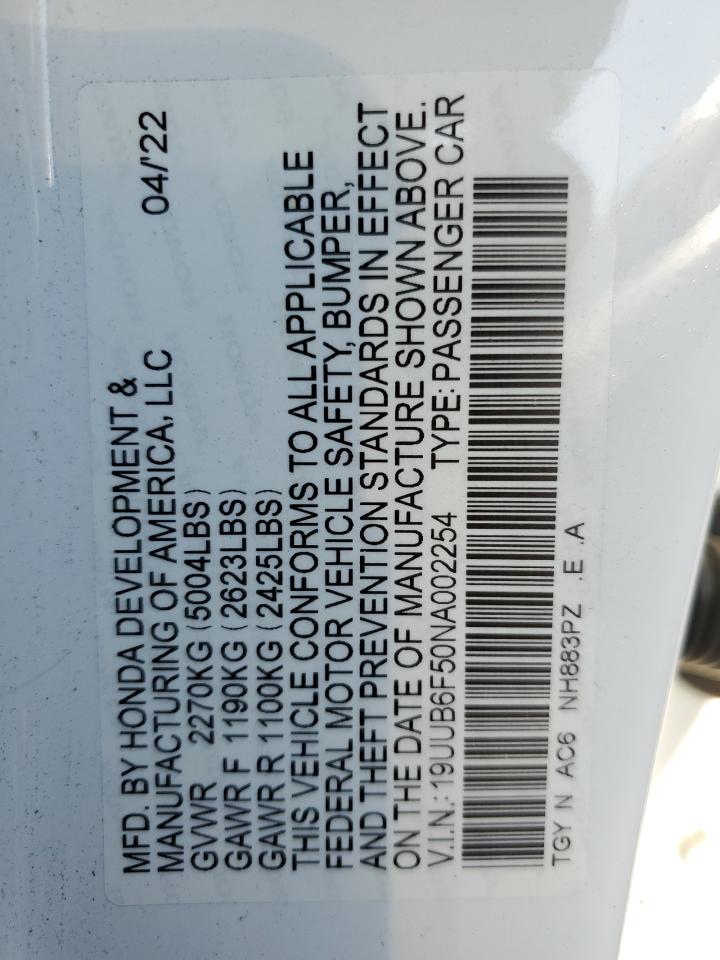 MFD. BY HONDA DEVELOPMENT & 04/'22
MANUFACTURING OF AMERICA, LLC
GVWR 2270KG (5004LBS)
GAWR F 1190KG (2623LBS)
GAWR R 1100KG (2425LBS)
THIS VEHICLE CONFORMS TO ALL APPLICABLE
FEDERAL MOTOR VEHICLE SAFETY, BUMPER,
AND THEFT PREVENTION STANDARDS IN EFFECT
ON THE DATE OF MANUFACTURE SHOWN ABOVE.
V.I.N.: 19UUB6F50NA002254 TYPE: PASSENGER CAR
TGY N AC6 NH883PZ .E .A